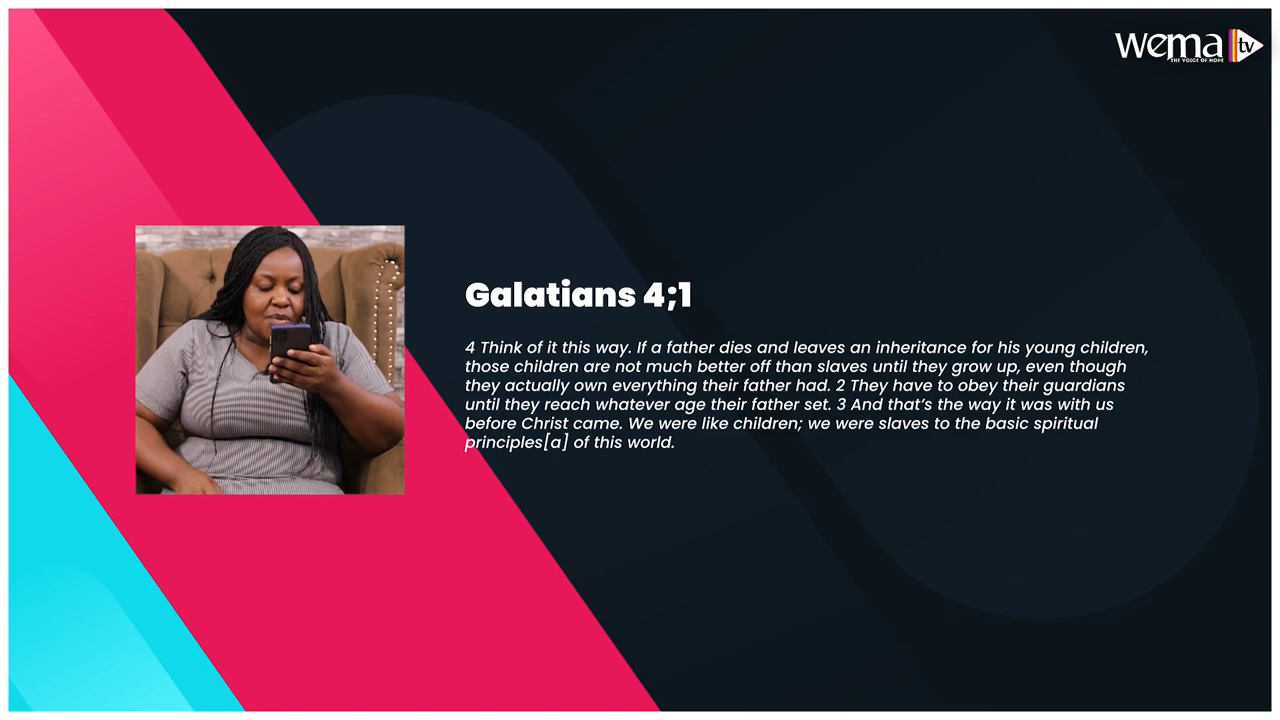 wema tv
THE VOICE OF HOPE
Galatians 4;1
4 Think of it this way. If a father dies and leaves an inheritance for his young children,
those children are not much better off than slaves until they grow up, even though
they actually own everything their father had. 2 They have to obey their guardians
until they reach whatever age their father set. 3 And that’s the way it was with us
before Christ came. We were like children; we were slaves to the basic spiritual
principles[a] of this world.